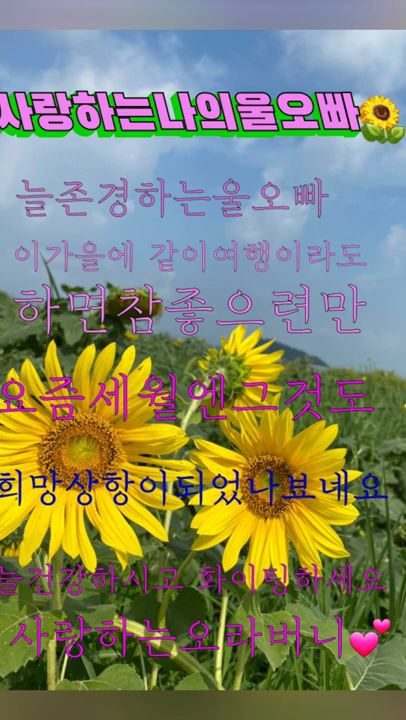 사랑하는나의울오빠
늘존경하는울오빠
이가을에 같이여행이라도
하면참좋으련만
요즘세월엔그것도
희망상항이되었나뵤네요
늘건강하시고 화이팅하세요
사랑하는오라버니